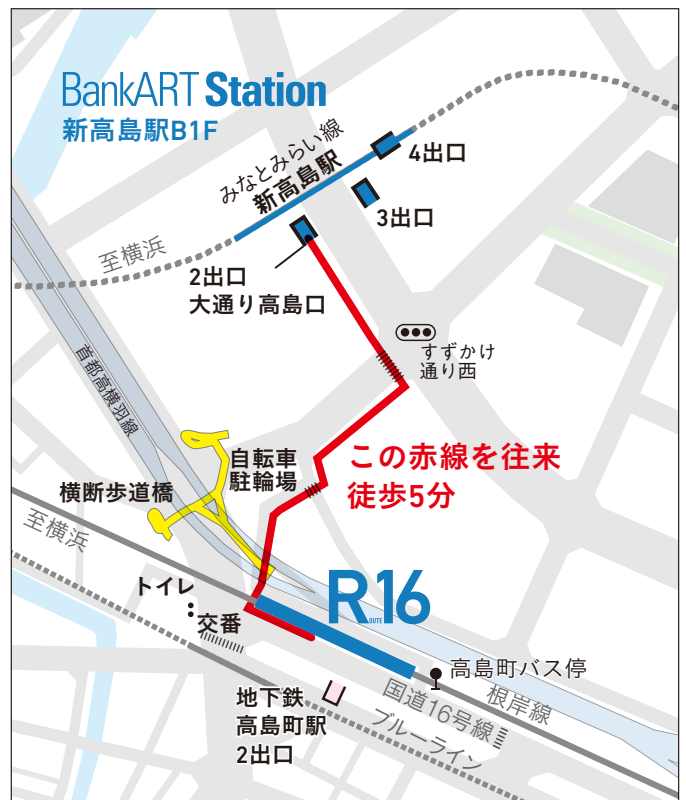 BankART Station
新高島駅B1F
みなとみらい線
新高島駅
4出口
3出口
至横浜
2出口
大通り高島口
すずかけ
通り西
首都高横羽線
この赤線を往来
徒歩5分
自転車
駐輪場
横断歩道橋
至横浜
トイレ
交番
R16
ROUTE
高島町バス停
地下鉄
高島町駅
2出口
国道16号線
根岸線
ブルーライン